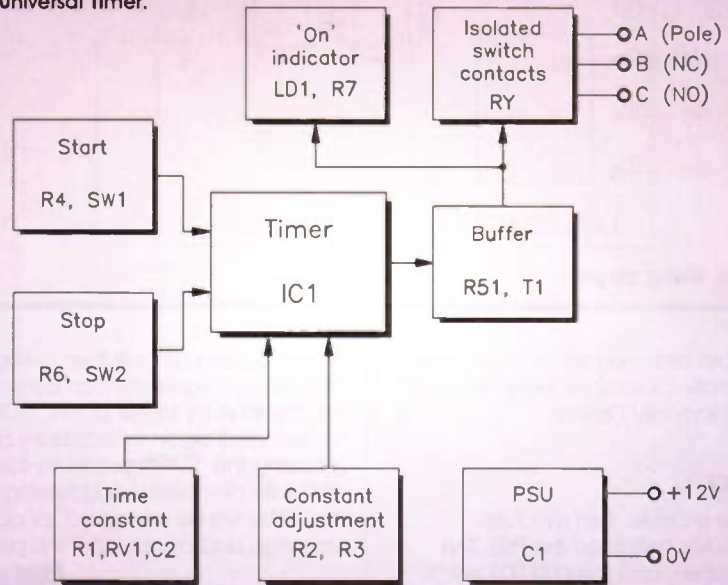 universal Timer.
'On'
indicator
LD1, R7
Isolated
switch
contacts
RY
A (Pole)
B (NC)
C (NO)
Start
R4, SW1
Timer
IC1
Buffer
R51, T1
Stop
R6, SW2
Time
constant
R1,RV1,C2
Constant
adjustment
R2, R3
PSU
C1
+12V
0V